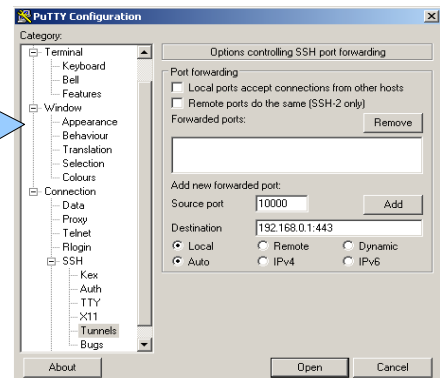 PuTTY Configuration
Category:
Terminal
Keyboard
Bell
Features
Window
Appearance
Behaviour
Translation
Selection
Colours
Connection
Data
Proxy
Telnet
Rlogin
SSH
Kex
Auth
TTY
X11
Tunnels
Bugs
Options controlling SSH port forwarding
Port forwarding
Local ports accept connections from other hosts
Remote ports do the same (SSH-2 only)
Forwarded ports:
Remove
Add new forwarded port:
Source port 10000 Add
Destination 192.168.0.1:443
Local Remote Dynamic
Auto IPv4 IPv6
About Open Cancel